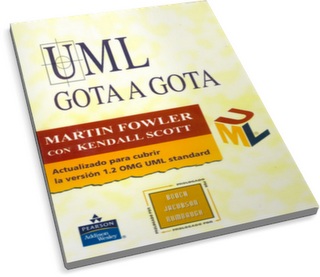 UML
GOTA A GOTA
MARTIN FOWLER
CON KENDALL SCOTT
Actualizado para cubrir
la versión 1.2 OMG UML standard
UML
PEARSON
Addison
Wesley